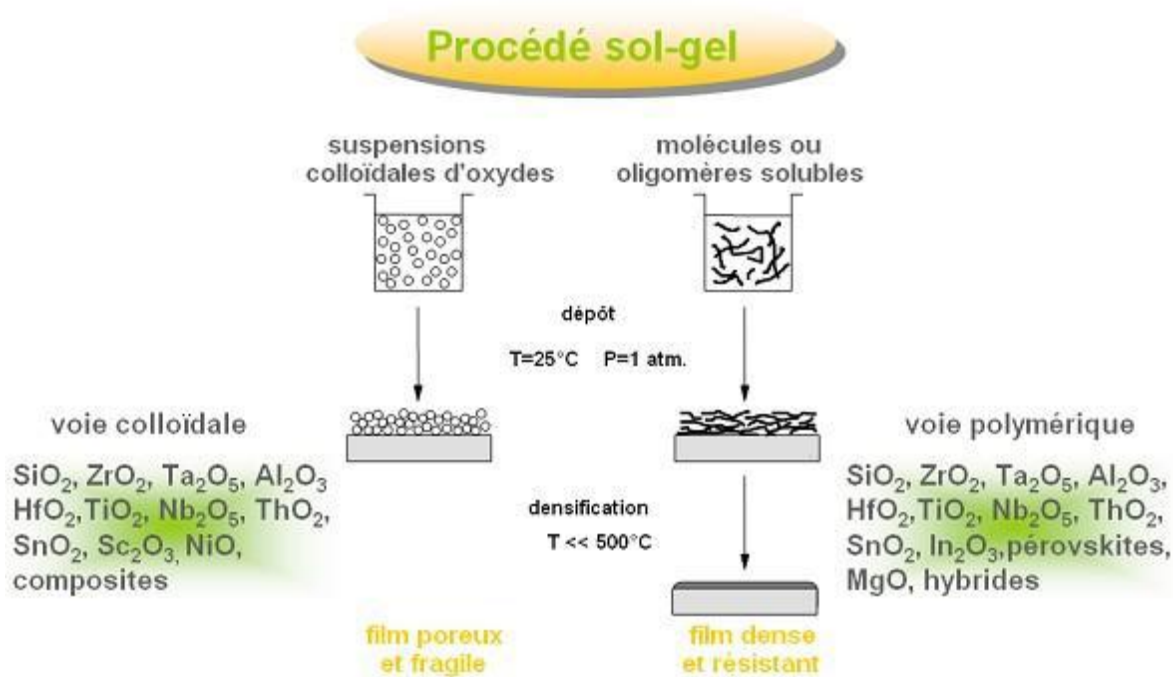 Procédé sol-gel
suspensions
colloïdales d'oxydes
molécules ou
oligomères solubles
dépôt
T=25°C P=1 atm.
voie colloïdale
SiO₂, ZrO₂, Ta₂O₅, Al₂O₃
HfO₂,TiO₂, Nb₂O₅, ThO₂,
SnO₂, Sc₂O₃, NiO,
composites
voie polymérique
SiO₂, ZrO₂, Ta₂O₅, Al₂O₃,
HfO₂,TiO₂, Nb₂O₅, ThO₂,
SnO₂, In₂O₃,pérovskites,
MgO, hybrides
densification
T << 500°C
film poreux
et fragile
film dense
et résistant